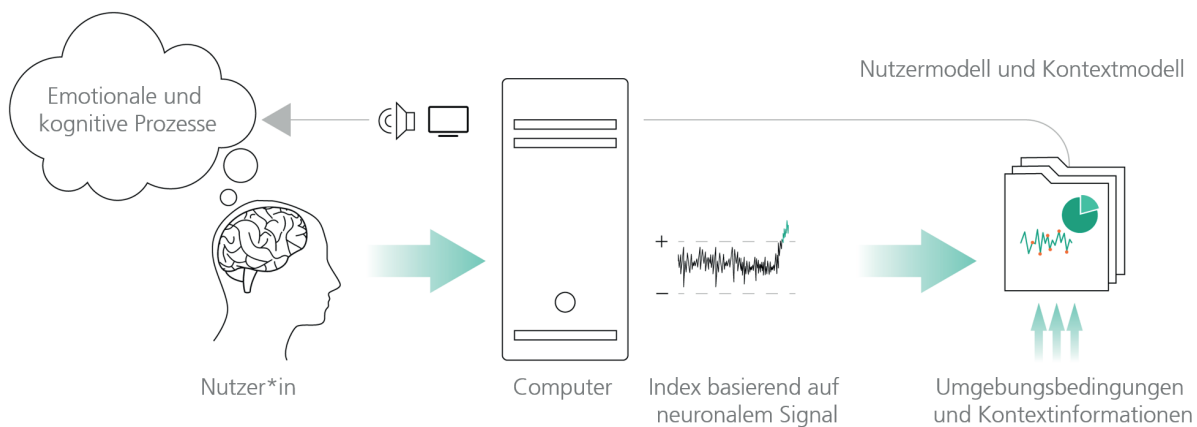 Emotionale und
kognitive Prozesse
Nutzermodell und Kontextmodell
+
−
Nutzer*in
Computer
Index basierend auf
neuronalem Signal
Umgebungsbedingungen
und Kontextinformationen